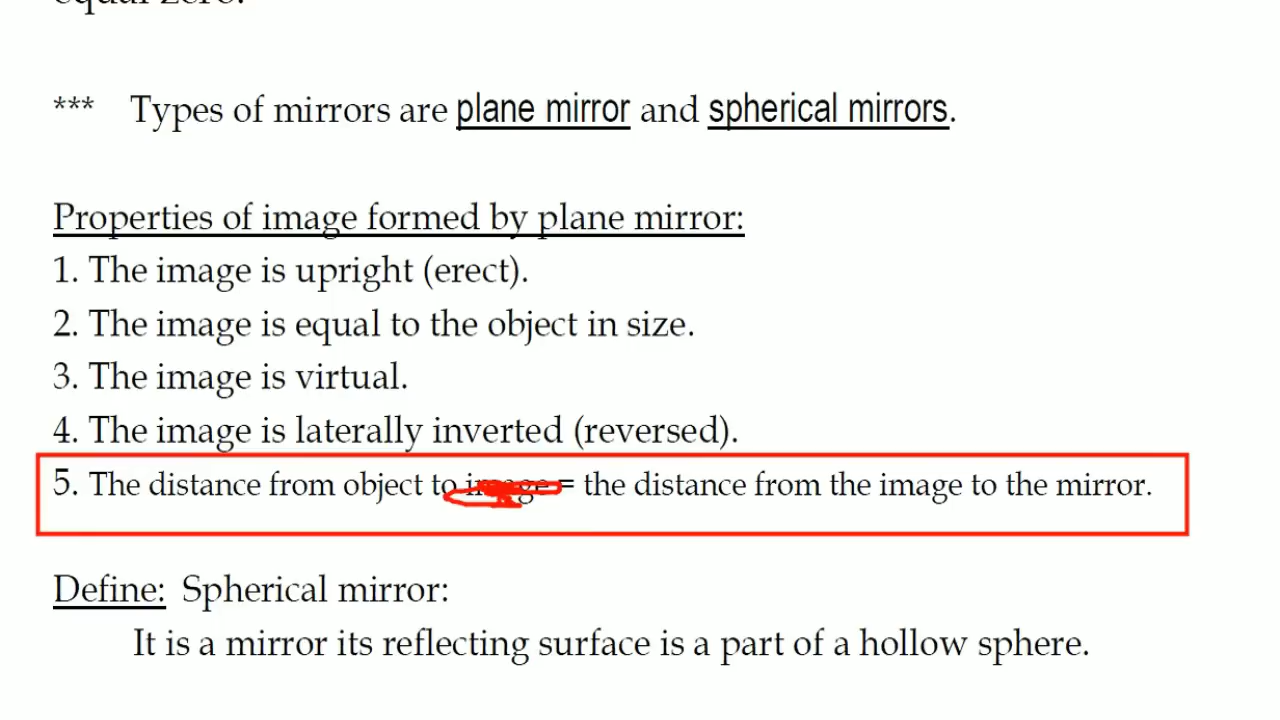 equal zero.
*** Types of mirrors are plane mirror and spherical mirrors.
Properties of image formed by plane mirror:
1. The image is upright (erect).
2. The image is equal to the object in size.
3. The image is virtual.
4. The image is laterally inverted (reversed).
5. The distance from object to image = the distance from the image to the mirror.
Define: Spherical mirror:
It is a mirror its reflecting surface is a part of a hollow sphere.